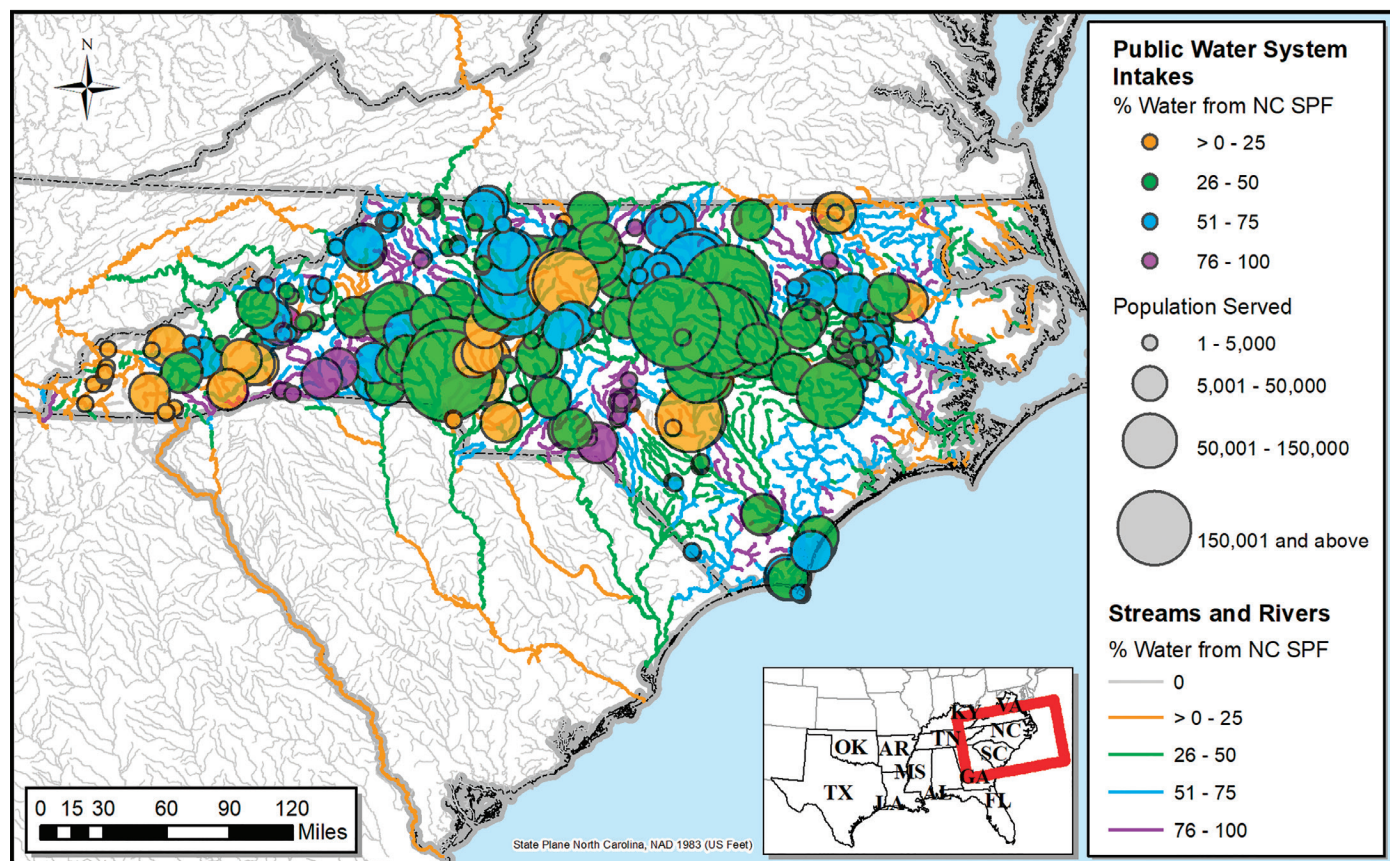 N
Public Water System
Intakes
% Water from NC SPF
> 0 - 25
26 - 50
51 - 75
76 - 100
Population Served
1 - 5,000
5,001 - 50,000
50,001 - 150,000
150,001 and above
Streams and Rivers
% Water from NC SPF
0
> 0 - 25
26 - 50
51 - 75
76 - 100
0 15 30 60 90 120
Miles
State Plane North Carolina, NAD 1983 (US Feet)
KY VA
TN NC
OK AR SC
MS
GA
TX LA AL FL